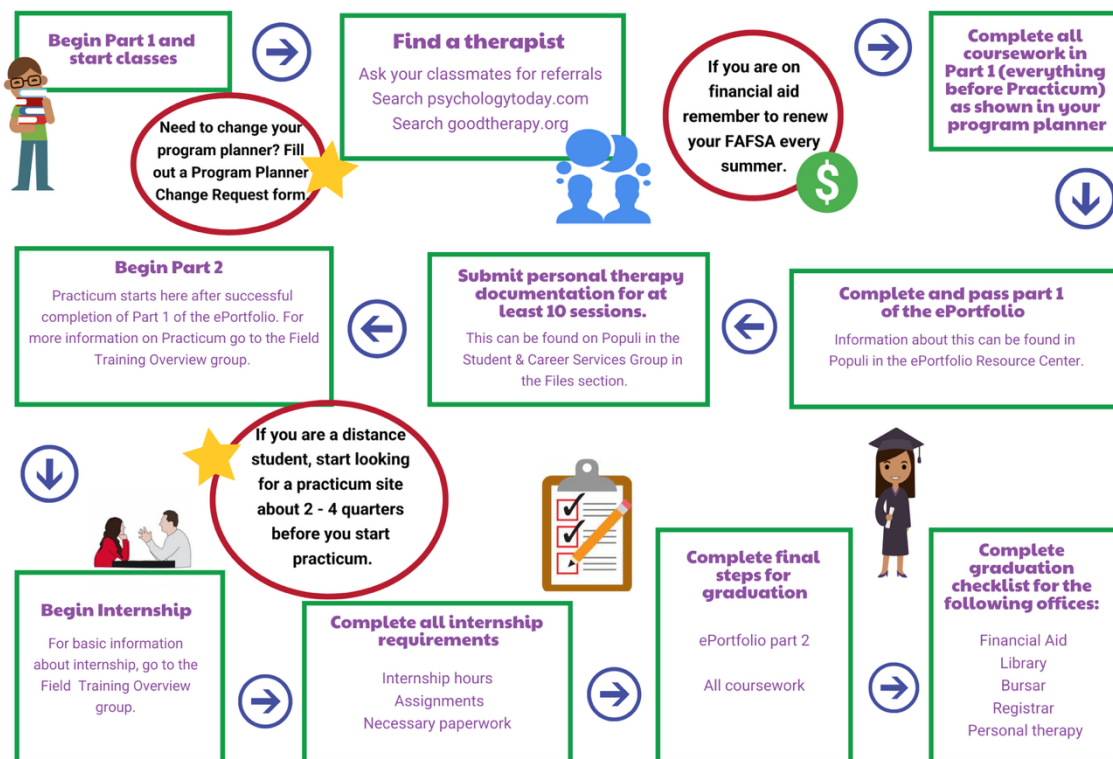 Begin Part 1 and
start classes
Need to change your
program planner? Fill
out a Program Planner
Change Request form.
Find a therapist
Ask your classmates for referrals
Search psychologytoday.com
Search goodtherapy.org
If you are on
financial aid
remember to renew
your FAFSA every
summer.
$
Complete all
coursework in
Part 1 (everything
before Practicum)
as shown in your
program planner
Complete and pass part 1
of the ePortfolio
Information about this can be found in
Populi in the ePortfolio Resource Center.
Submit personal therapy
documentation for at
least 10 sessions.
This can be found on Populi in the
Student & Career Services Group in
the Files section.
Begin Part 2
Practicum starts here after successful
completion of Part 1 of the ePortfolio. For
more information on Practicum go to the Field
Training Overview group.
If you are a distance
student, start looking
for a practicum site
about 2 - 4 quarters
before you start
practicum.
Begin Internship
For basic information
about internship, go to the
Field Training Overview
group.
Complete all internship
requirements
Internship hours
Assignments
Necessary paperwork
Complete final
steps for
graduation
ePortfolio part 2
All coursework
Complete
graduation
checklist for the
following offices:
Financial Aid
Library
Bursar
Registrar
Personal therapy